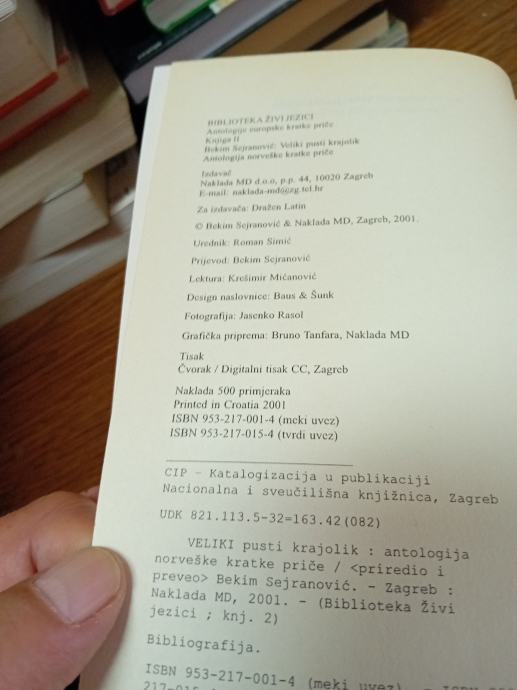 BIBLIOTEKA ŽIVI JEZICI
Antologije europske kratke priče
Knjiga II
Bekim Sejranović: Veliki pusti krajolik
Antologija norveške kratke priče
Izdavač
Naklada MD d.o.o, p.p. 44, 10020 Zagreb
E-mail: naklada-md@zg.tel.hr
Za izdavača: Dražen Latin
© Bekim Sejranović & Naklada MD, Zagreb, 2001.
Urednik: Roman Simić
Prijevod: Bekim Sejranović
Lektura: Krešimir Mićanović
Design naslovnice: Baus & Šunk
Fotografija: Jasenko Rasol
Grafička priprema: Bruno Tanfara, Naklada MD
Tisak
Čvorak / Digitalni tisak CC, Zagreb
Naklada 500 primjeraka
Printed in Croatia 2001
ISBN 953-217-001-4 (meki uvez)
ISBN 953-217-015-4 (tvrdi uvez)
CIP - Katalogizacija u publikaciji
Nacionalna i sveučilišna knjižnica, Zagreb
UDK 821.113.5-32=163.42(082)
VELIKI pusti krajolik : antologija
norveške kratke priče / <priredio i
preveo> Bekim Sejranović. - Zagreb :
Naklada MD, 2001. - (Biblioteka Živi
jezici ; knj. 2)
Bibliografija.
ISBN 953-217-001-4 (meki uvez). - ISBN 953-